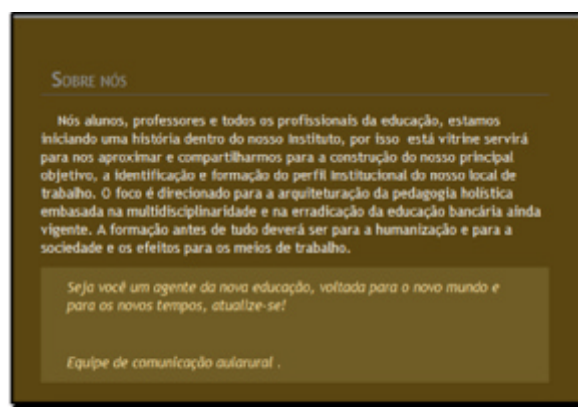 Sobre nós
Nós alunos, professores e todos os profissionais da educação, estamos
iniciando uma história dentro do nosso Instituto, por isso está vitrine servirá
para nos aproximar e compartilharmos para a construção do nosso principal
objetivo, a identificação e formação do perfil Institucional do nosso local de
trabalho. O foco é direcionado para a arquiteturação da pedagogia holística
embasada na multidisciplinaridade e na erradicação da educação bancária ainda
vigente. A formação antes de tudo deverá ser para a humanização e para a
sociedade e os efeitos para os meios de trabalho.
Seja você um agente da nova educação, voltada para o novo mundo e
para os novos tempos, atualize-se!
Equipe de comunicação aularural .